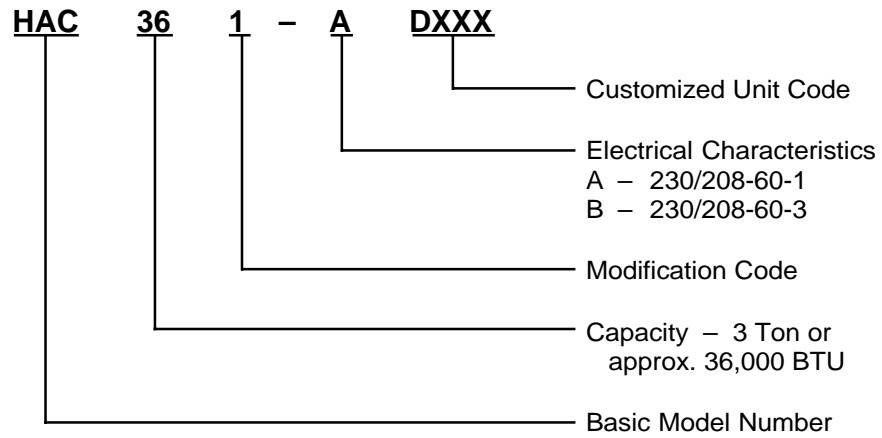 HAC 36 1 – A DXXX
Customized Unit Code
Electrical Characteristics
A – 230/208-60-1
B – 230/208-60-3
Modification Code
Capacity – 3 Ton or
approx. 36,000 BTU
Basic Model Number